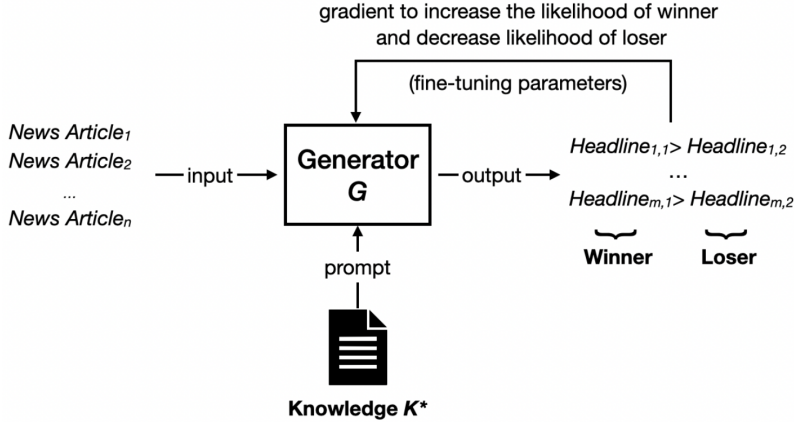 gradient to increase the likelihood of winner
and decrease likelihood of loser
(fine-tuning parameters)
News Article1
News Article2
...
News Articlen
input
Generator
G
output
Headline1,1> Headline1,2
...
Headlinem,1> Headlinem,2
Winner
Loser
prompt
Knowledge K*